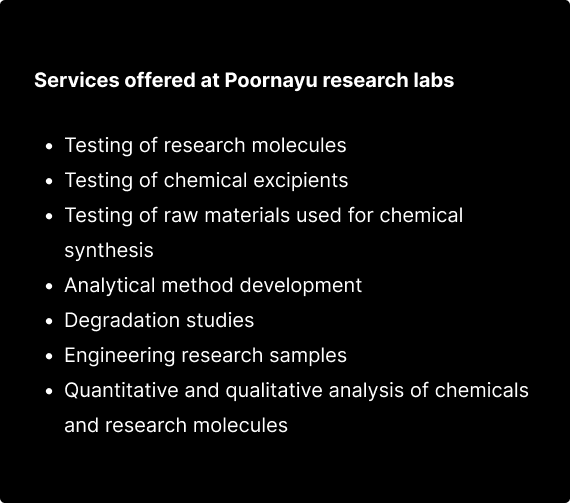 Services offered at Poornayu research labs
• Testing of research molecules
• Testing of chemical excipients
• Testing of raw materials used for chemical
synthesis
• Analytical method development
• Degradation studies
• Engineering research samples
• Quantitative and qualitative analysis of chemicals
and research molecules